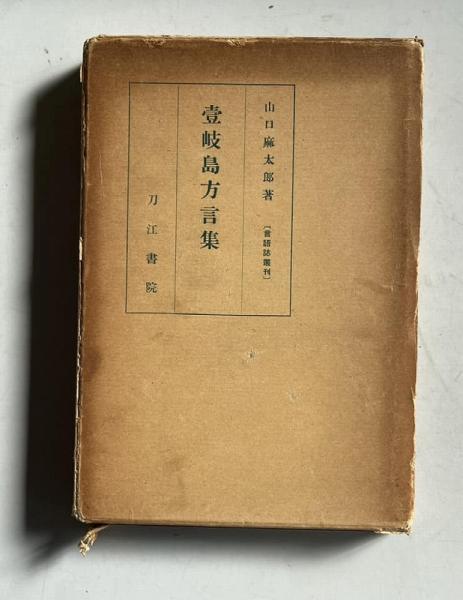 山口麻太郎著
〔言語誌叢刊〕
壹岐島方言集
刀江書院